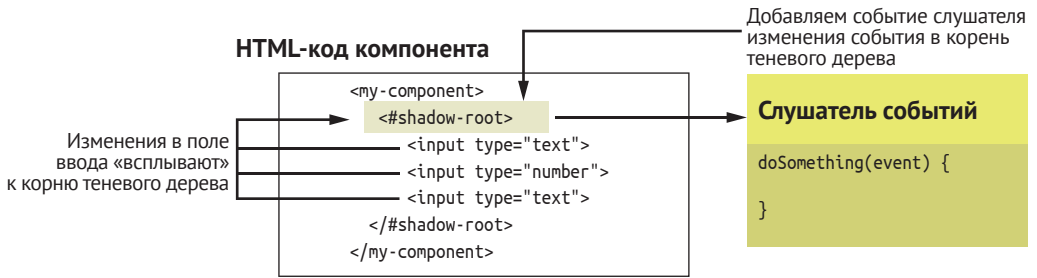 Добавляем событие слушателя
изменения события в корень
теневого дерева
HTML-код компонента
<my-component>
<#shadow-root>
<input type="text">
<input type="number">
<input type="text">
</#shadow-root>
</my-component>
Изменения в поле
ввода «всплывают»
к корню теневого дерева
Слушатель событий
doSomething(event) {
}